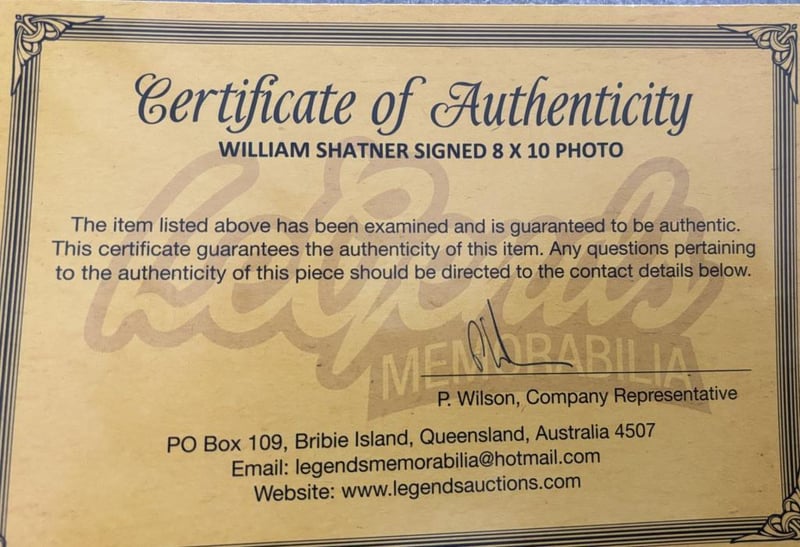 Certificate of Authenticity
WILLIAM SHATNER SIGNED 8 X 10 PHOTO
Legends
MEMORABILIA
The item listed above has been examined and is guaranteed to be authentic.
This certificate guarantees the authenticity of this item. Any questions pertaining
to the authenticity of this piece should be directed to the contact details below.
P. Wilson, Company Representative
PO Box 109, Bribie Island, Queensland, Australia 4507
Email: legendsmemorabilia@hotmail.com
Website: www.legendsauctions.com